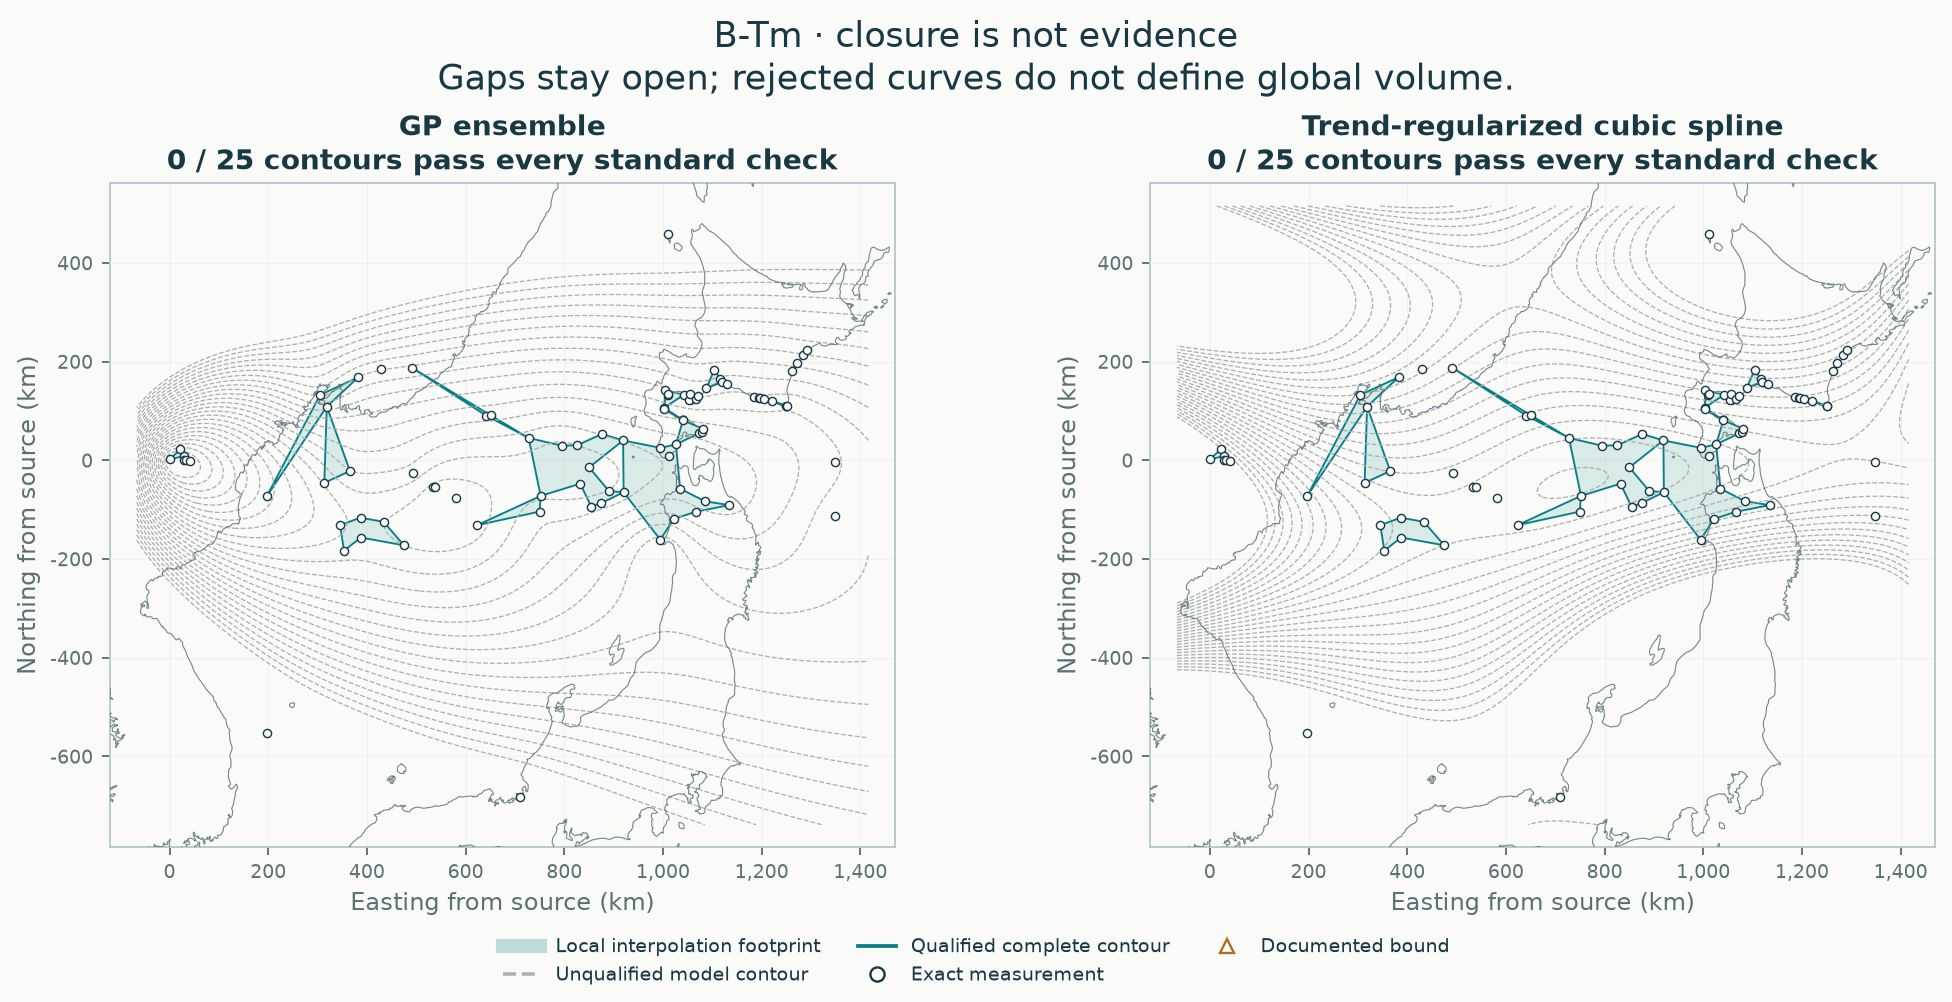 B-Tm · closure is not evidence
Gaps stay open; rejected curves do not define global volume.
GP ensemble
0 / 25 contours pass every standard check
Northing from source (km)
400
200
0
-200
-400
-600
0 200 400 600 800 1,000 1,200 1,400
Easting from source (km)
Trend-regularized cubic spline
0 / 25 contours pass every standard check
Northing from source (km)
400
200
0
-200
-400
-600
0 200 400 600 800 1,000 1,200 1,400
Easting from source (km)
Local interpolation footprint Qualified complete contour Documented bound
Unqualified model contour Exact measurement